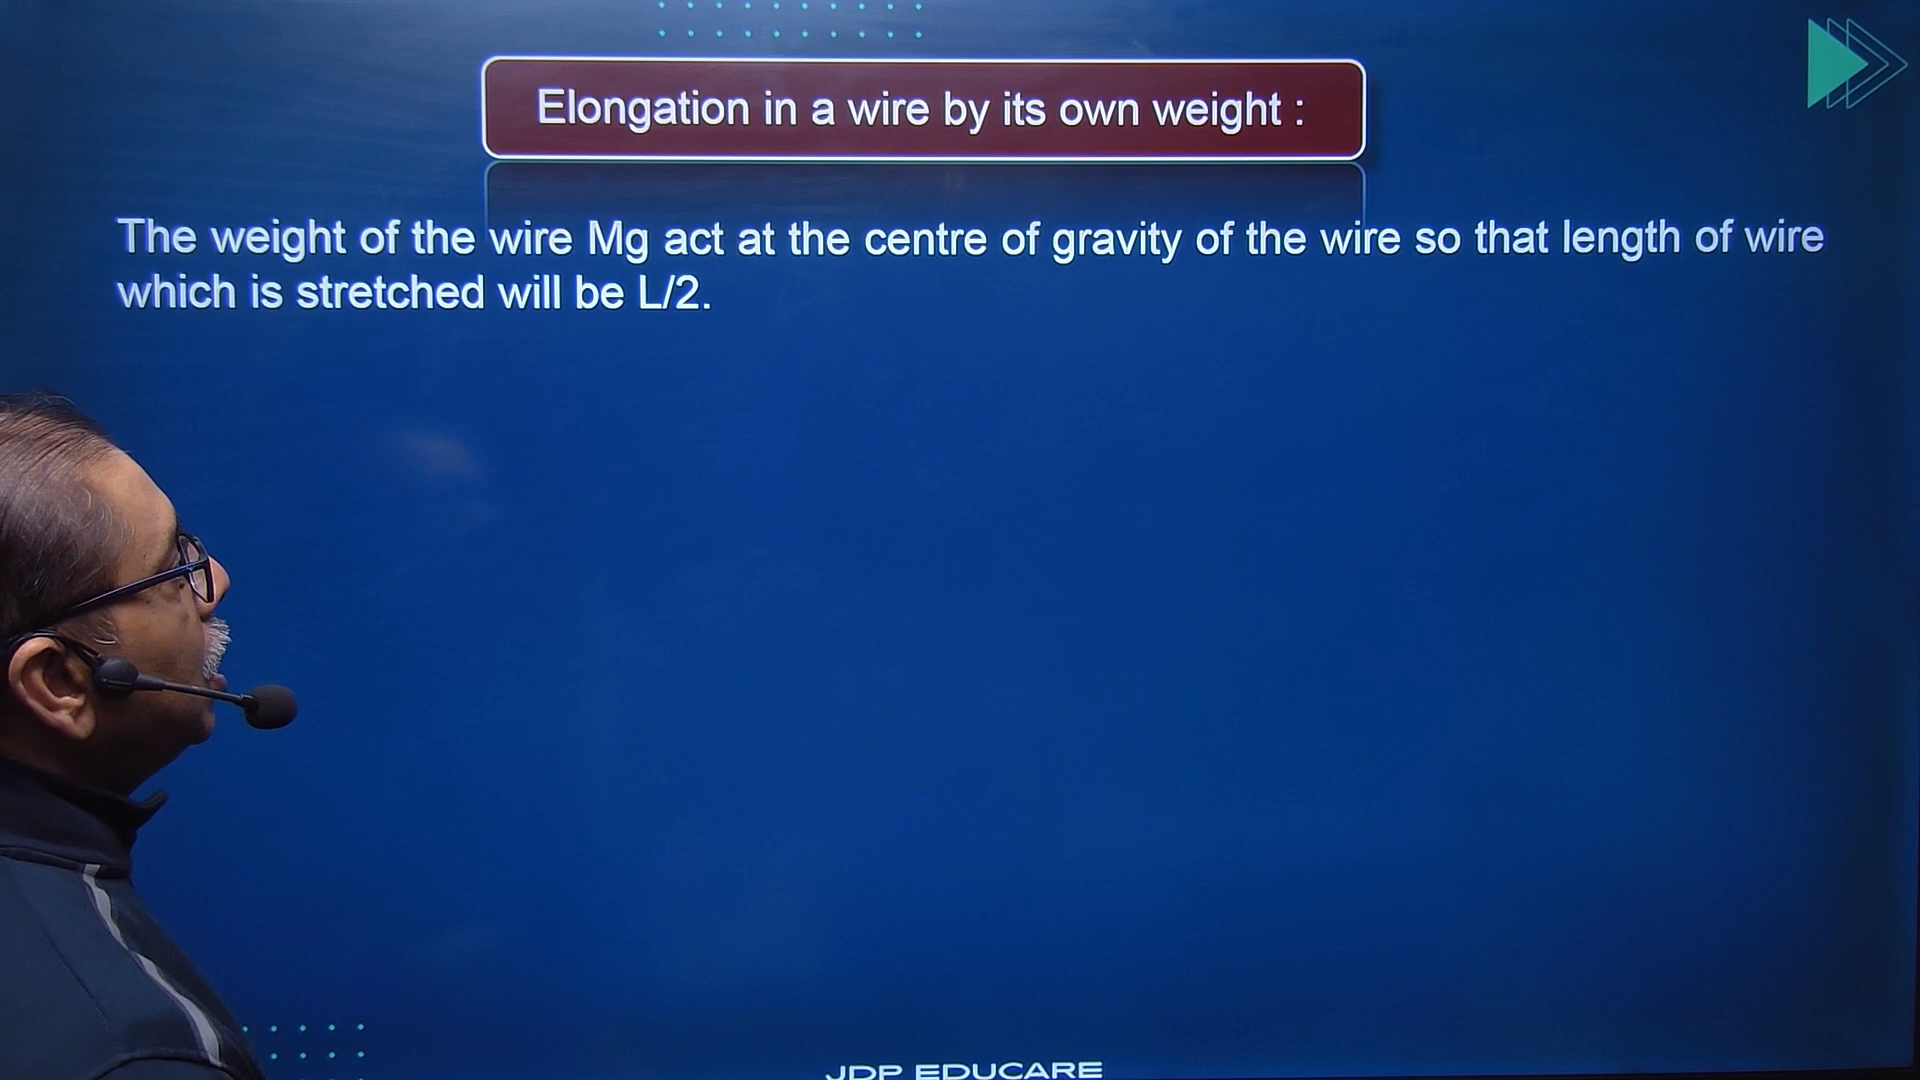 Elongation in a wire by its own weight :
The weight of the wire Mg act at the centre of gravity of the wire so that length of wire
which is stretched will be L/2.
JDP EDUCARE